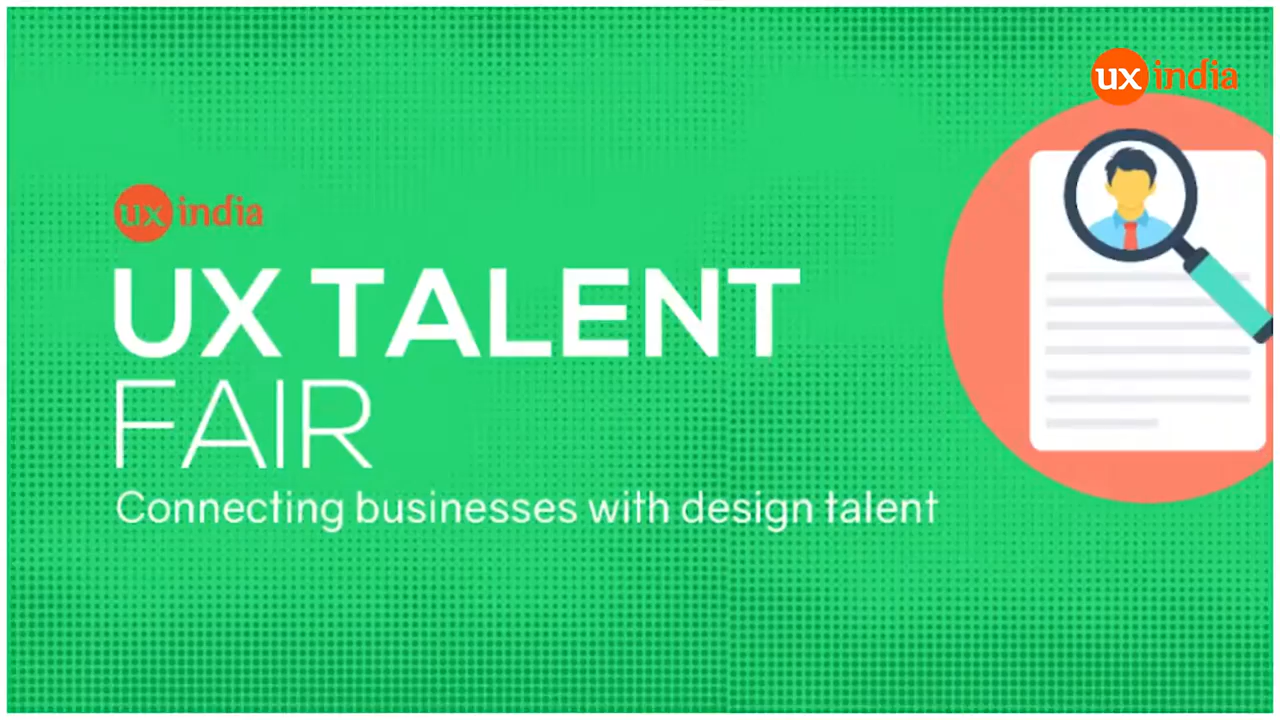 ux india
ux india
UX TALENT
FAIR
Connecting businesses with design talent